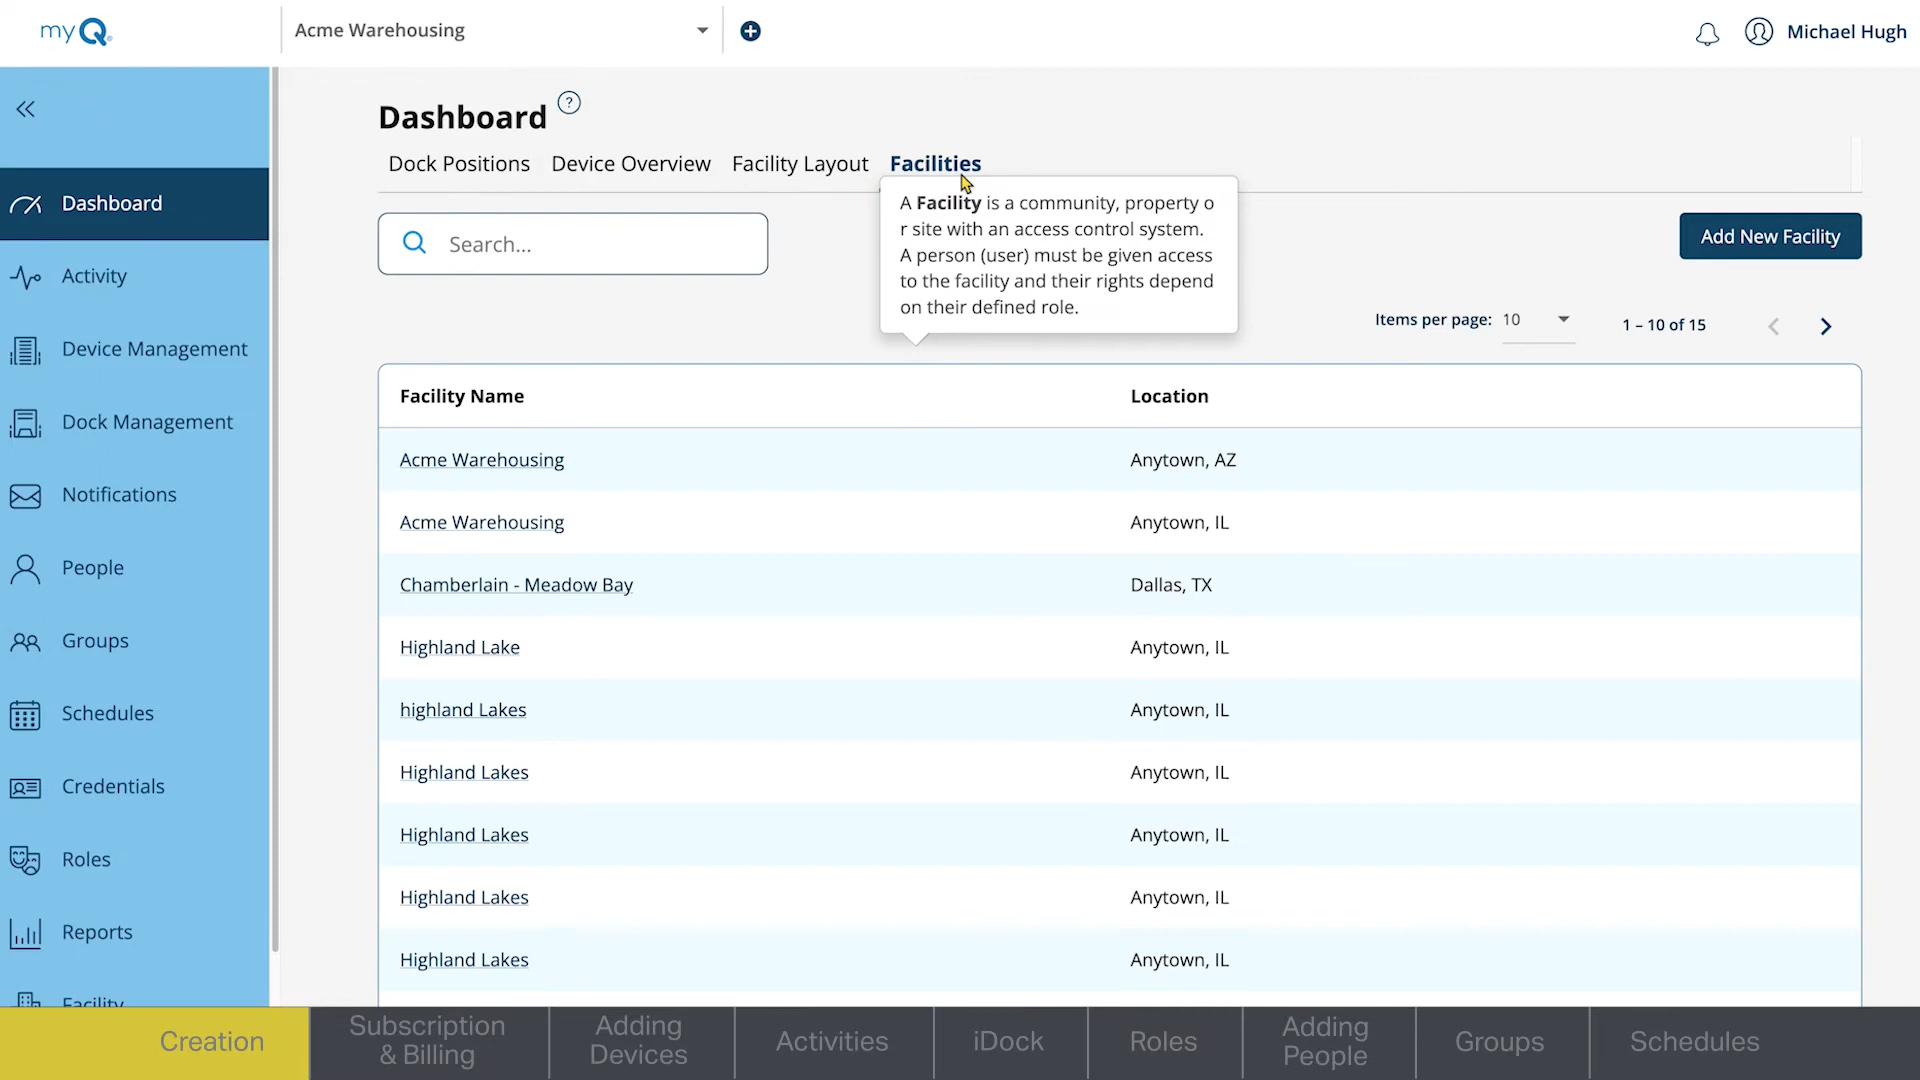 myQ
Acme Warehousing
Michael Hugh
Dashboard ?
Dock Positions Device Overview Facility Layout Facilities
A Facility is a community, property o
r site with an access control system.
A person (user) must be given access
to the facility and their rights depend
on their defined role.
Search...
Add New Facility
Items per page: 10
1 – 10 of 15
Dashboard
Activity
Device Management
Dock Management
Notifications
People
Groups
Schedules
Credentials
Roles
Reports
Facility
Facility Name Location
Acme Warehousing Anytown, AZ
Acme Warehousing Anytown, IL
Chamberlain - Meadow Bay Dallas, TX
Highland Lake Anytown, IL
highland Lakes Anytown, IL
Highland Lakes Anytown, IL
Highland Lakes Anytown, IL
Highland Lakes Anytown, IL
Highland Lakes Anytown, IL
Creation
Subscription
& Billing
Adding
Devices
Activities
iDock
Roles
Adding
People
Groups
Schedules